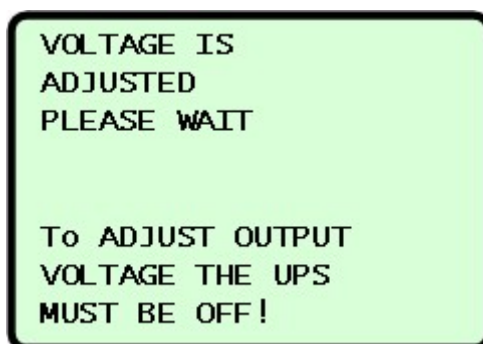 VOLTAGE IS
ADJUSTED
PLEASE WAIT
To ADJUST OUTPUT
VOLTAGE THE UPS
MUST BE OFF!